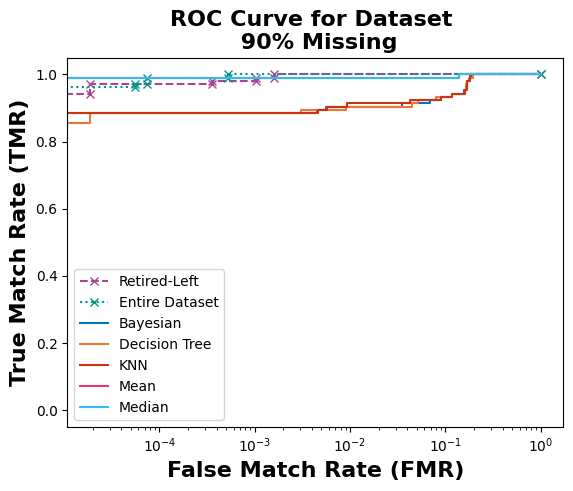 ROC Curve for Dataset
90% Missing
True Match Rate (TMR)
1.0
0.8
0.6
0.4
0.2
0.0
Retired-Left
Entire Dataset
Bayesian
Decision Tree
KNN
Mean
Median
10⁻⁴
10⁻³
10⁻²
10⁻¹
10⁰
False Match Rate (FMR)